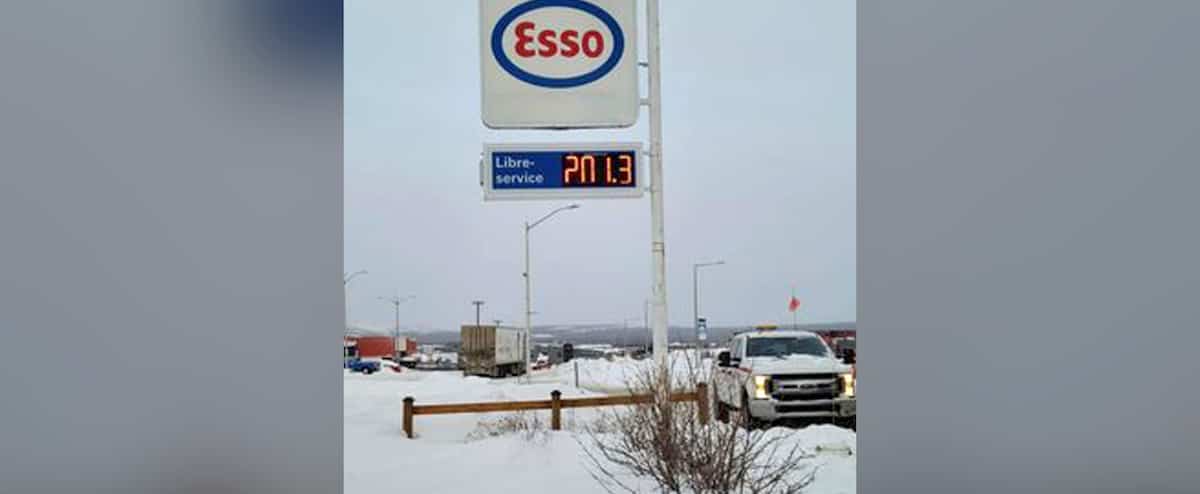 Esso
Libre-
service
201.3